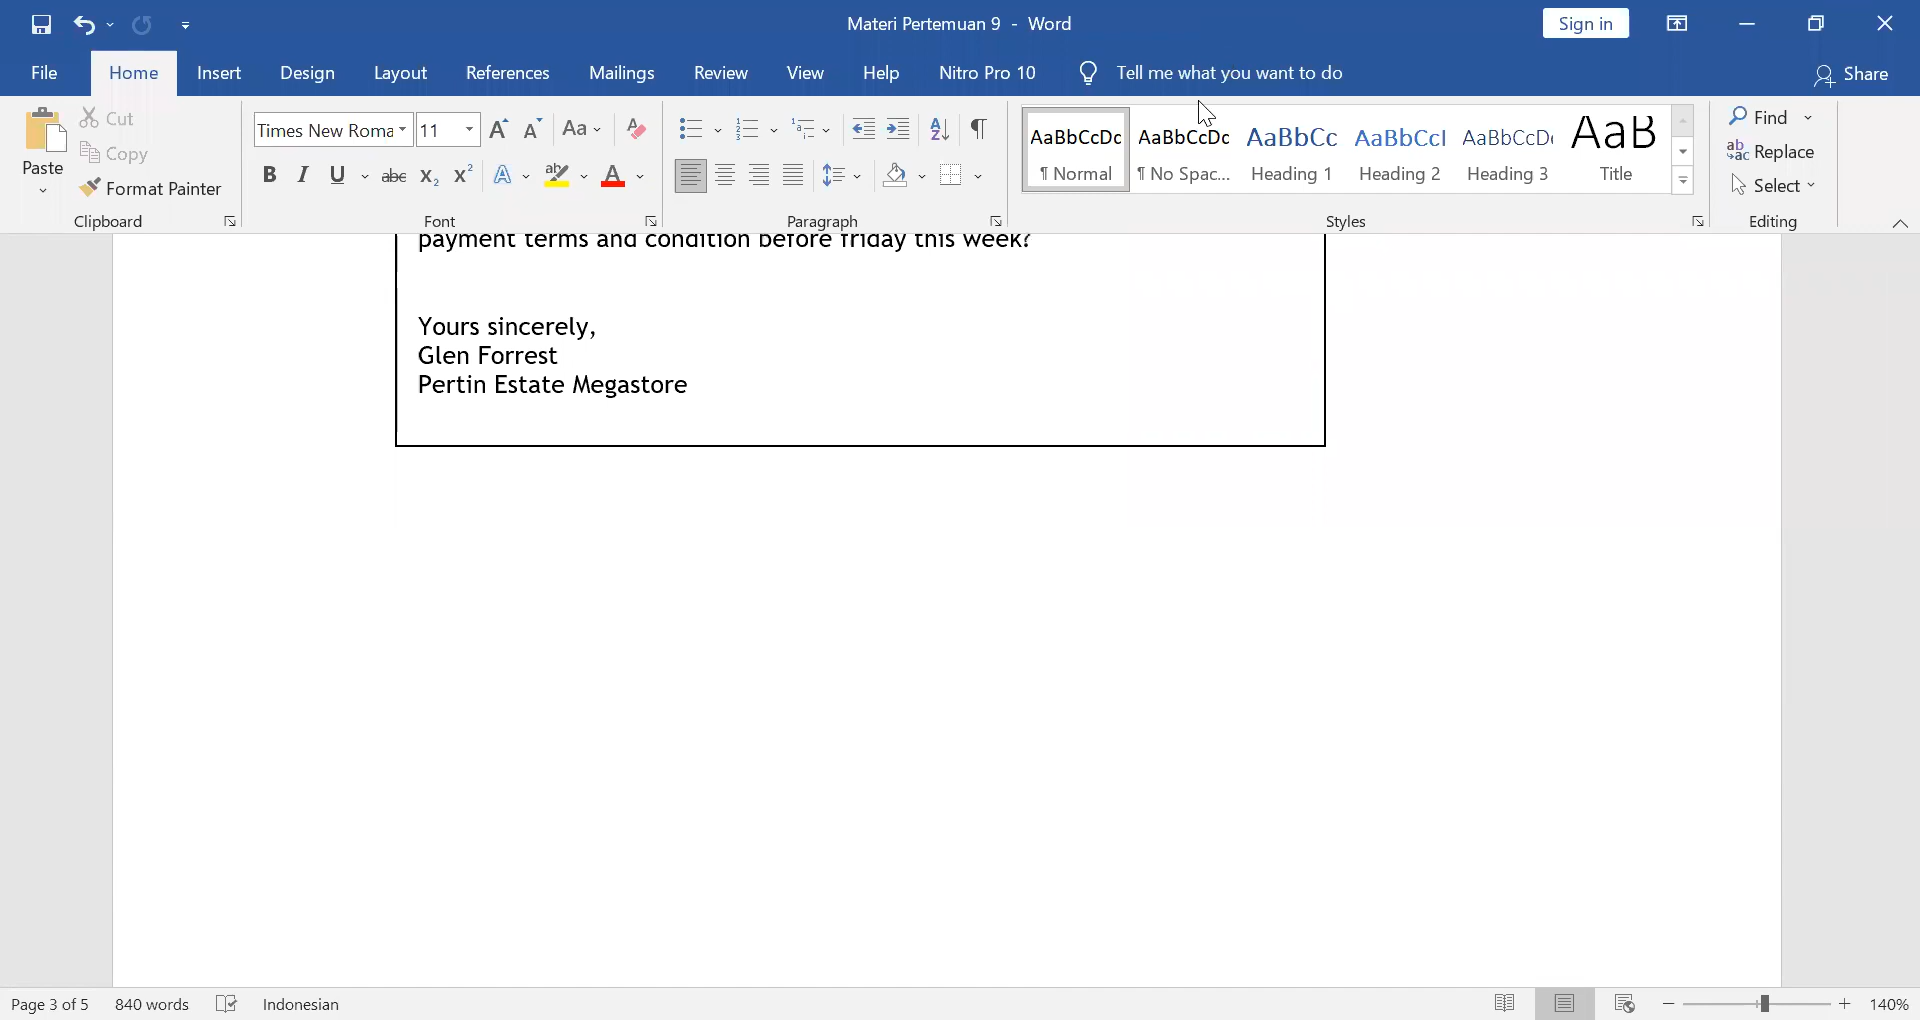 Materi Pertemuan 9 - Word
Sign in
File Home Insert Design Layout References Mailings Review View Help Nitro Pro 10 Tell me what you want to do Share
Paste
Cut
Copy
Format Painter
Clipboard
Times New Roma 11
Font
Paragraph
AaBbCcDc AaBbCcDc AaBbCc AaBbCcI AaBbCcD AaB
¶ Normal ¶ No Spac... Heading 1 Heading 2 Heading 3 Title
Styles
Find
Replace
Select
Editing
payment terms and condition before friday this week?
Yours sincerely,
Glen Forrest
Pertin Estate Megastore
Page 3 of 5 840 words Indonesian 140%